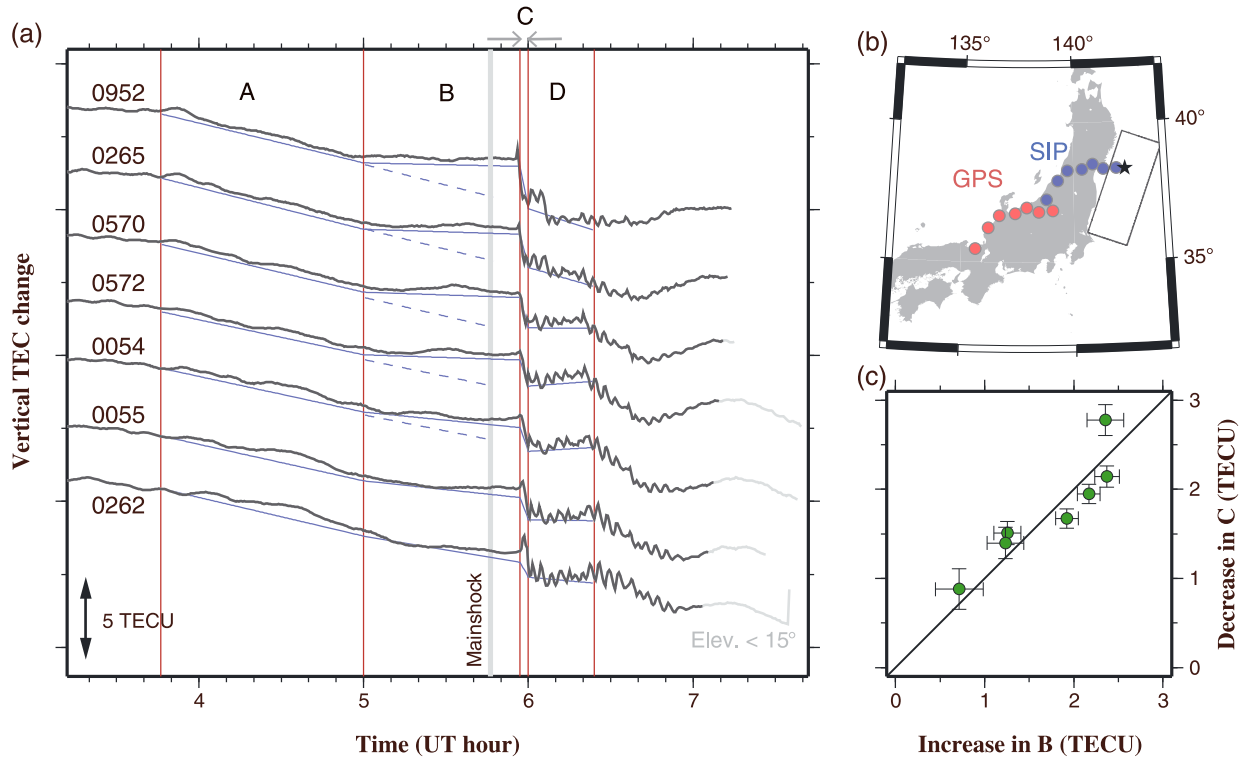 (a)
C
A
B
D
0952
0265
0570
0572
0054
0055
0262
5 TECU
Mainshock
Elev. < 15°
Vertical TEC change
4
5
6
7
Time (UT hour)
(b)
135°
140°
40°
35°
SIP
GPS
(c)
3
2
1
0
Decrease in C (TECU)
0
1
2
3
Increase in B (TECU)